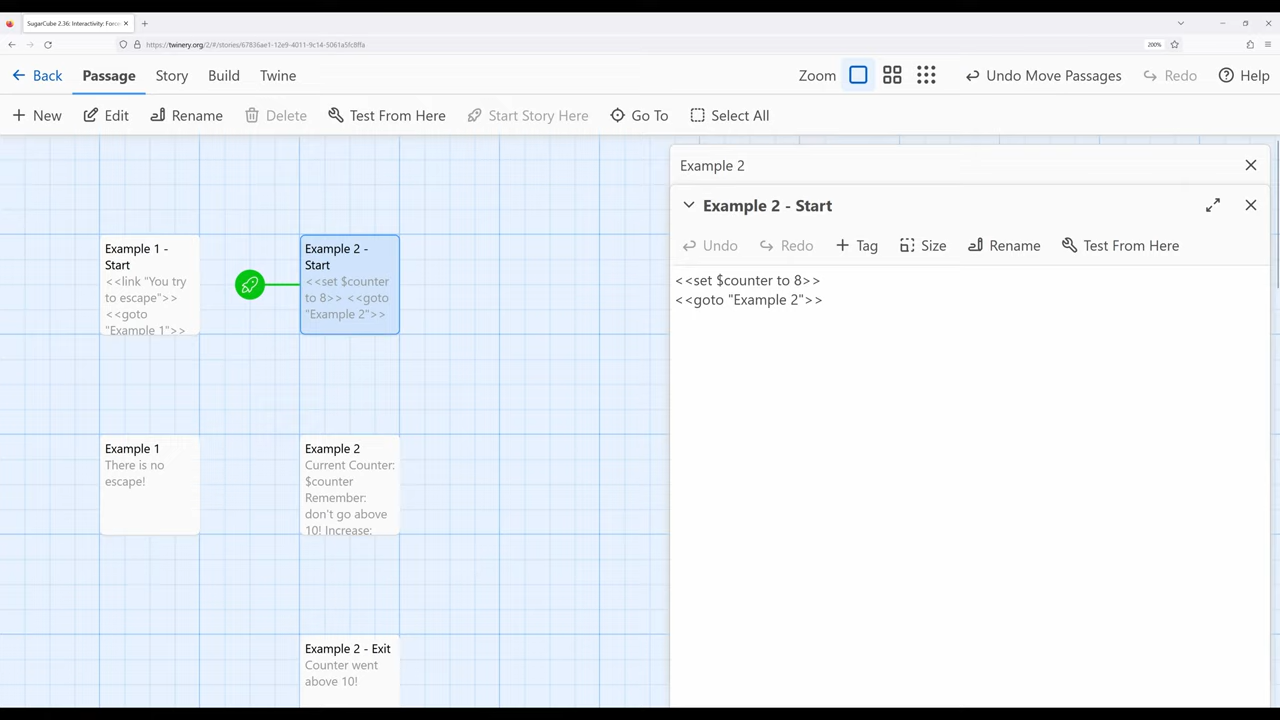 SugarCube 2.36: Interactivity: Forc
https://twinery.org/2/#/stories/67836ae1-12e9-4011-9c14-5061a5fc8ffa
200%
Back Passage Story Build Twine Zoom Undo Move Passages Redo Help
New Edit Rename Delete Test From Here Start Story Here Go To Select All
Example 1 -
Start
<<link "You try
to escape">>
<<goto
"Example 1">>
Example 2 -
Start
<<set $counter
to 8>> <<goto
"Example 2">>
Example 1
There is no
escape!
Example 2
Current Counter:
$counter
Remember:
don't go above
10! Increase:
Example 2 - Exit
Counter went
above 10!
Example 2
Example 2 - Start
Undo Redo Tag Size Rename Test From Here
<<set $counter to 8>>
<<goto "Example 2">>